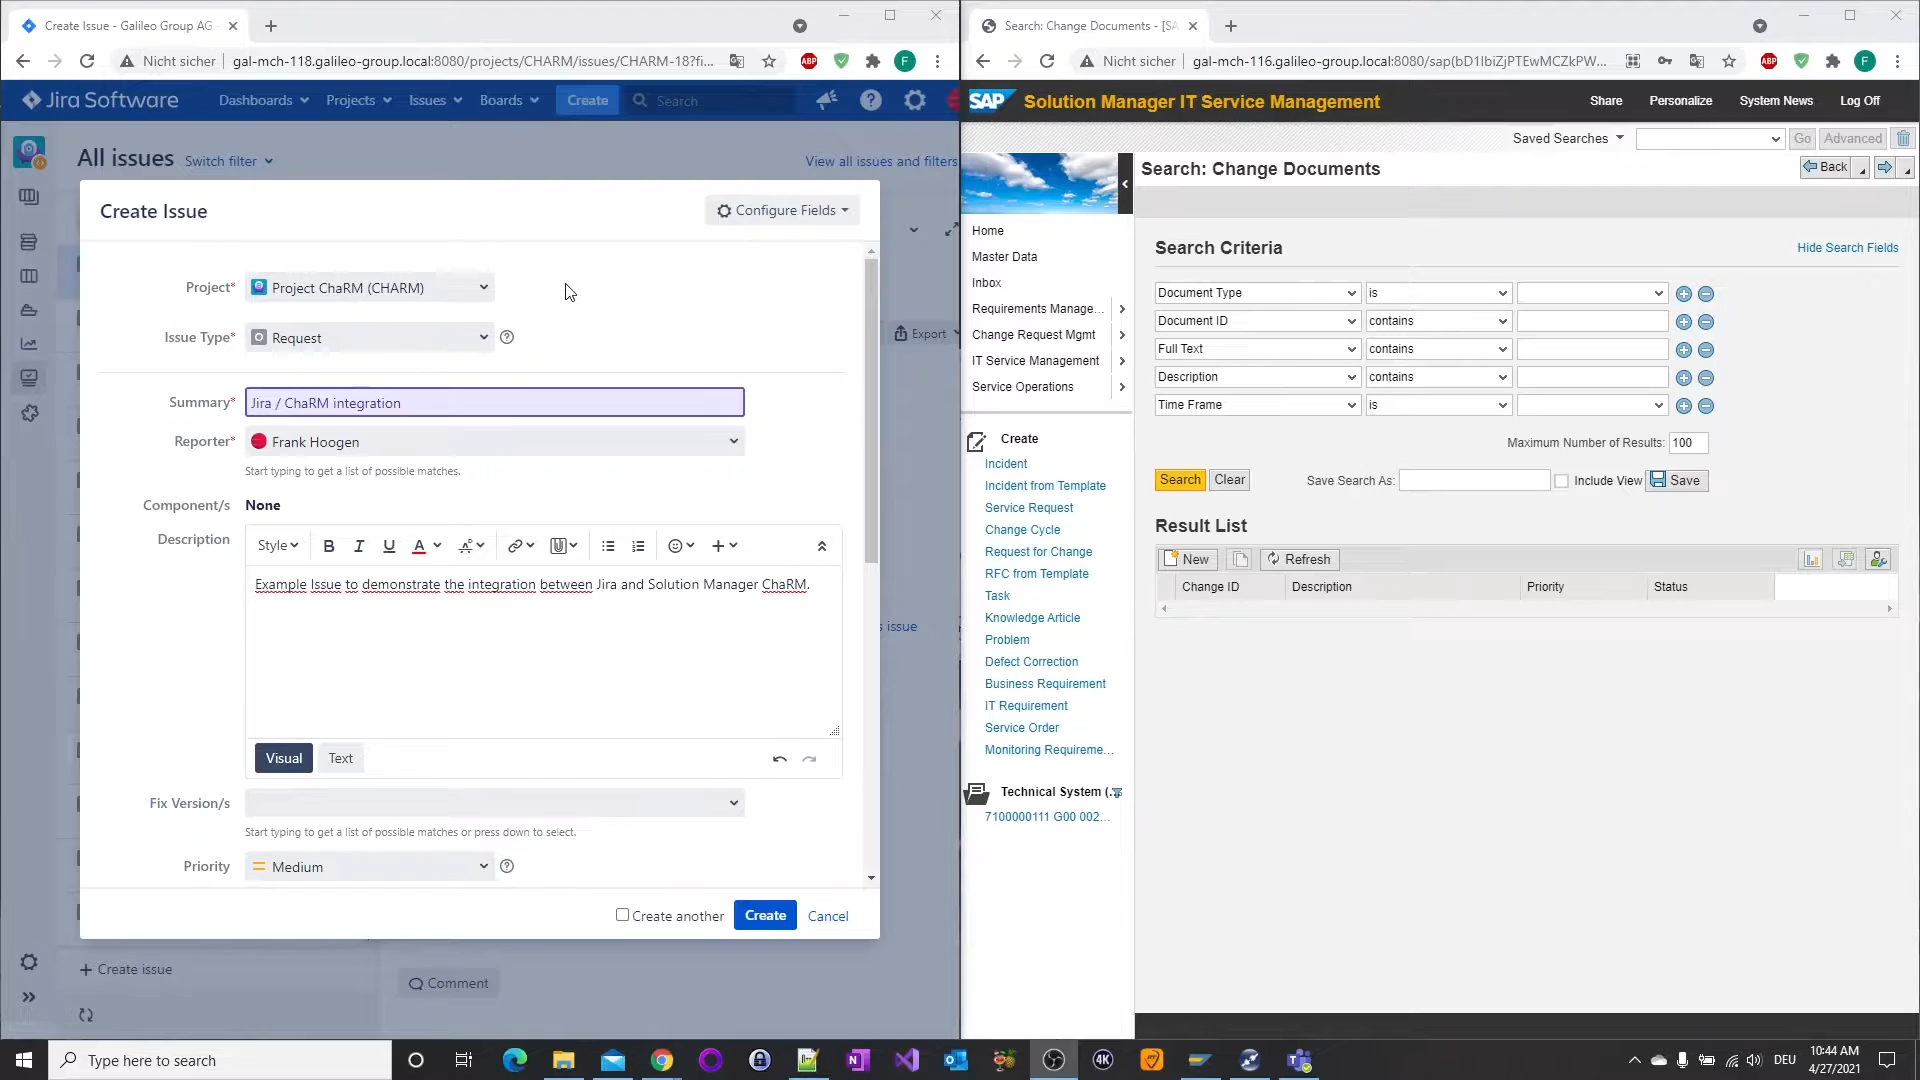 Create Issue - Galileo Group AG -
Nicht sicher
gal-mch-118.galileo-group.local:8080/projects/CHARM/issues/CHARM-18?fi...
ABP
F
Jira Software
Dashboards
Projects
Issues
Boards
Create
Search
All issues
Switch filter
View all issues and filters
Create Issue
Configure Fields
Export
Project*
Project ChaRM (CHARM)
Issue Type*
Request
Summary*
Jira / ChaRM integration
Reporter*
Frank Hoogen
Start typing to get a list of possible matches.
Component/s
None
Description
Style
B I U A
Example Issue to demonstrate the integration between Jira and Solution Manager ChaRM.
s issue
Visual
Text
Fix Version/s
Start typing to get a list of possible matches or press down to select.
Priority
Medium
Create another
Create
Cancel
+ Create issue
Comment
Search: Change Documents - [SA
Nicht sicher
gal-mch-116.galileo-group.local:8080/sap(bD1lbiZjPTEwMCZkPW...
ABP
F
SAP
Solution Manager IT Service Management
Share
Personalize
System News
Log Off
Saved Searches
Go
Advanced
Search: Change Documents
Back
Home
Master Data
Inbox
Requirements Manage...
Change Request Mgmt
IT Service Management
Service Operations
Create
Incident
Incident from Template
Service Request
Change Cycle
Request for Change
RFC from Template
Task
Knowledge Article
Problem
Defect Correction
Business Requirement
IT Requirement
Service Order
Monitoring Requireme...
Technical System (.
7100000111 G00 002...
Search Criteria
Hide Search Fields
Document Type
is
Document ID
contains
Full Text
contains
Description
contains
Time Frame
is
Maximum Number of Results:
100
Search
Clear
Save Search As:
Include View
Save
Result List
New
Refresh
Change ID
Description
Priority
Status
Type here to search
4K
DEU
10:44 AM
4/27/2021